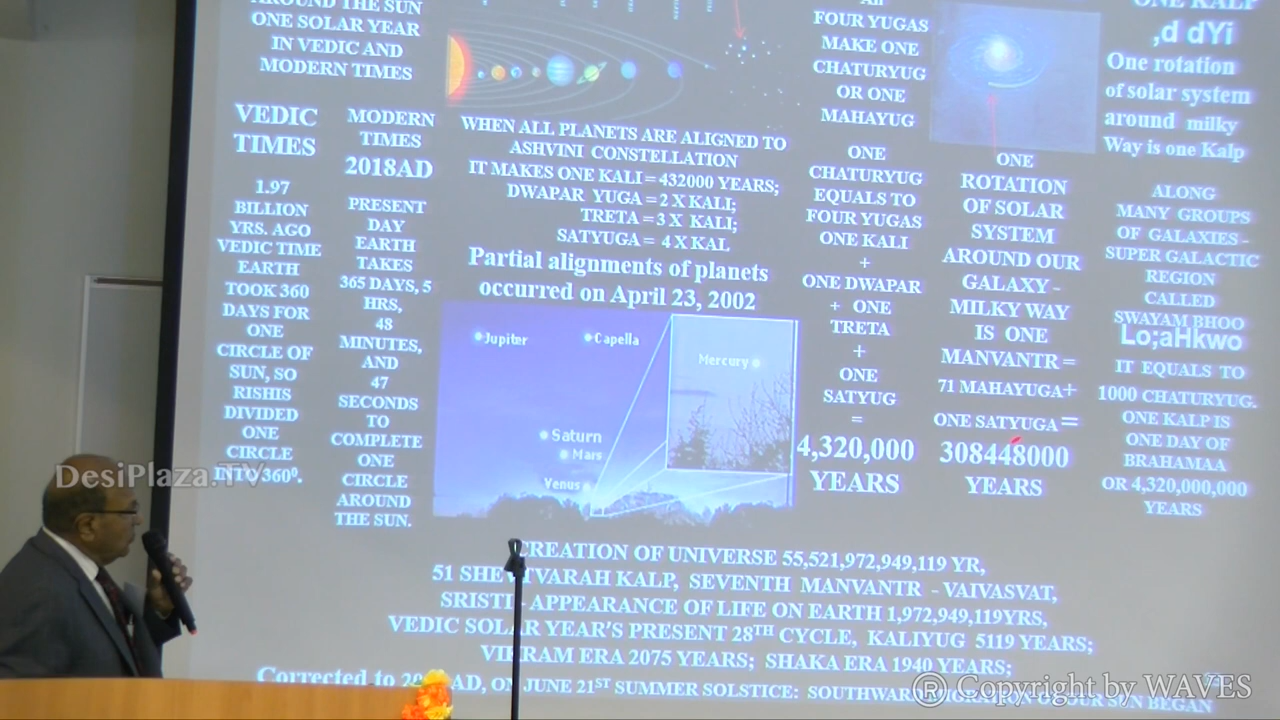 AROUND THE SUN
ONE SOLAR YEAR
IN VEDIC AND
MODERN TIMES
VEDIC
TIMES
1.97
BILLION
YRS. AGO
VEDIC TIME
EARTH
TOOK 360
DAYS FOR
ONE
CIRCLE OF
SUN, SO
RISHIS
DIVIDED
ONE
CIRCLE
INTO 360⁰.
MODERN
TIMES
2018AD
PRESENT
DAY
EARTH
TAKES
365 DAYS, 5
HRS,
48
MINUTES,
AND
47
SECONDS
TO
COMPLETE
ONE
CIRCLE
AROUND
THE SUN.
WHEN ALL PLANETS ARE ALIGNED TO
ASHVINI CONSTELLATION
IT MAKES ONE KALI = 432000 YEARS;
DWAPAR YUGA = 2 X KALI;
TRETA = 3 X KALI;
SATYUGA = 4 X KAL
Partial alignments of planets
occurred on April 23, 2002
Jupiter
Capella
Mercury
Saturn
Mars
Venus
All
FOUR YUGAS
MAKE ONE
CHATURYUG
OR ONE
MAHAYUG
ONE
CHATURYUG
EQUALS TO
FOUR YUGAS
ONE KALI
+
ONE DWAPAR
+ ONE
TRETA
+
ONE
SATYUG
=
4,320,000
YEARS
ONE
ROTATION
OF SOLAR
SYSTEM
AROUND OUR
GALAXY -
MILKY WAY
IS ONE
MANVANTR =
71 MAHAYUGA+
ONE SATYUGA =
308448000
YEARS
ONE KALP
,d dYi
One rotation
of solar system
around milky
Way is one Kalp
ALONG
MANY GROUPS
OF GALAXIES -
SUPER GALACTIC
REGION
CALLED
SWAYAM BHOO
Lo;aHkwo
IT EQUALS TO
1000 CHATURYUG.
ONE KALP IS
ONE DAY OF
BRAHAMAA
OR 4,320,000,000
YEARS
CREATION OF UNIVERSE 55,521,972,949,119 YR,
51 KALP, SEVENTH MANVANTR - VAIVASVAT,
SRISTI - APPEARANCE OF LIFE ON EARTH 1,972,949,119YRS,
VEDIC SOLAR YEAR'S PRESENT 28TH CYCLE, KALIYUG 5119 YEARS;
VIKRAM ERA 2075 YEARS; SHAKA ERA 1940 YEARS;
Corrected to AD, ON JUNE 21ST SUMMER SOLSTICE: SOUTHWARD OF OUR SUN BEGAN
DesiPlaza.TV
® Copyright by WAVES